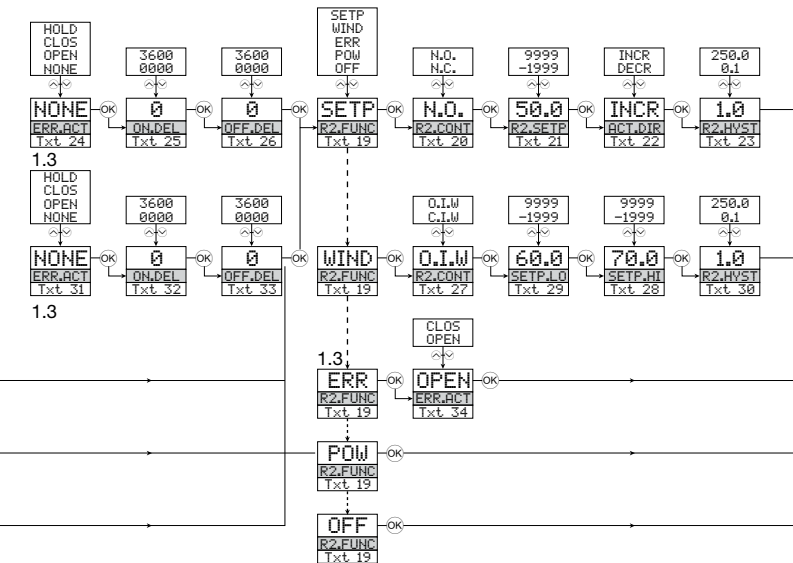 HOLD
CLOS
OPEN
NONE
3600
0000
3600
0000
SETP
WIND
ERR
POW
OFF
N.O.
N.C.
9999
-1999
INCR
DECR
250.0
0.1
NONE OK 0 OK 0 OK SETP OK N.O. OK 50.0 OK INCR OK 1.0
ERR.ACT ON.DEL OFF.DEL R2.FUNC R2.CONT R2.SETP ACT.DIR R2.HYST
Txt 24 Txt 25 Txt 26 Txt 19 Txt 20 Txt 21 Txt 22 Txt 23
1.3
HOLD
CLOS
OPEN
NONE
3600
0000
3600
0000
O.I.W
C.I.W
9999
-1999
9999
-1999
250.0
0.1
NONE OK 0 OK 0 OK WIND OK O.I.W OK 60.0 OK 70.0 OK 1.0
ERR.ACT ON.DEL OFF.DEL R2.FUNC R2.CONT SETP.LO SETP.HI R2.HYST
Txt 31 Txt 32 Txt 33 Txt 19 Txt 27 Txt 29 Txt 28 Txt 30
1.3
CLOS
OPEN
1.3
ERR OK OPEN OK
R2.FUNC ERR.ACT
Txt 19 Txt 34
POW OK
R2.FUNC
Txt 19
OFF OK
R2.FUNC
Txt 19